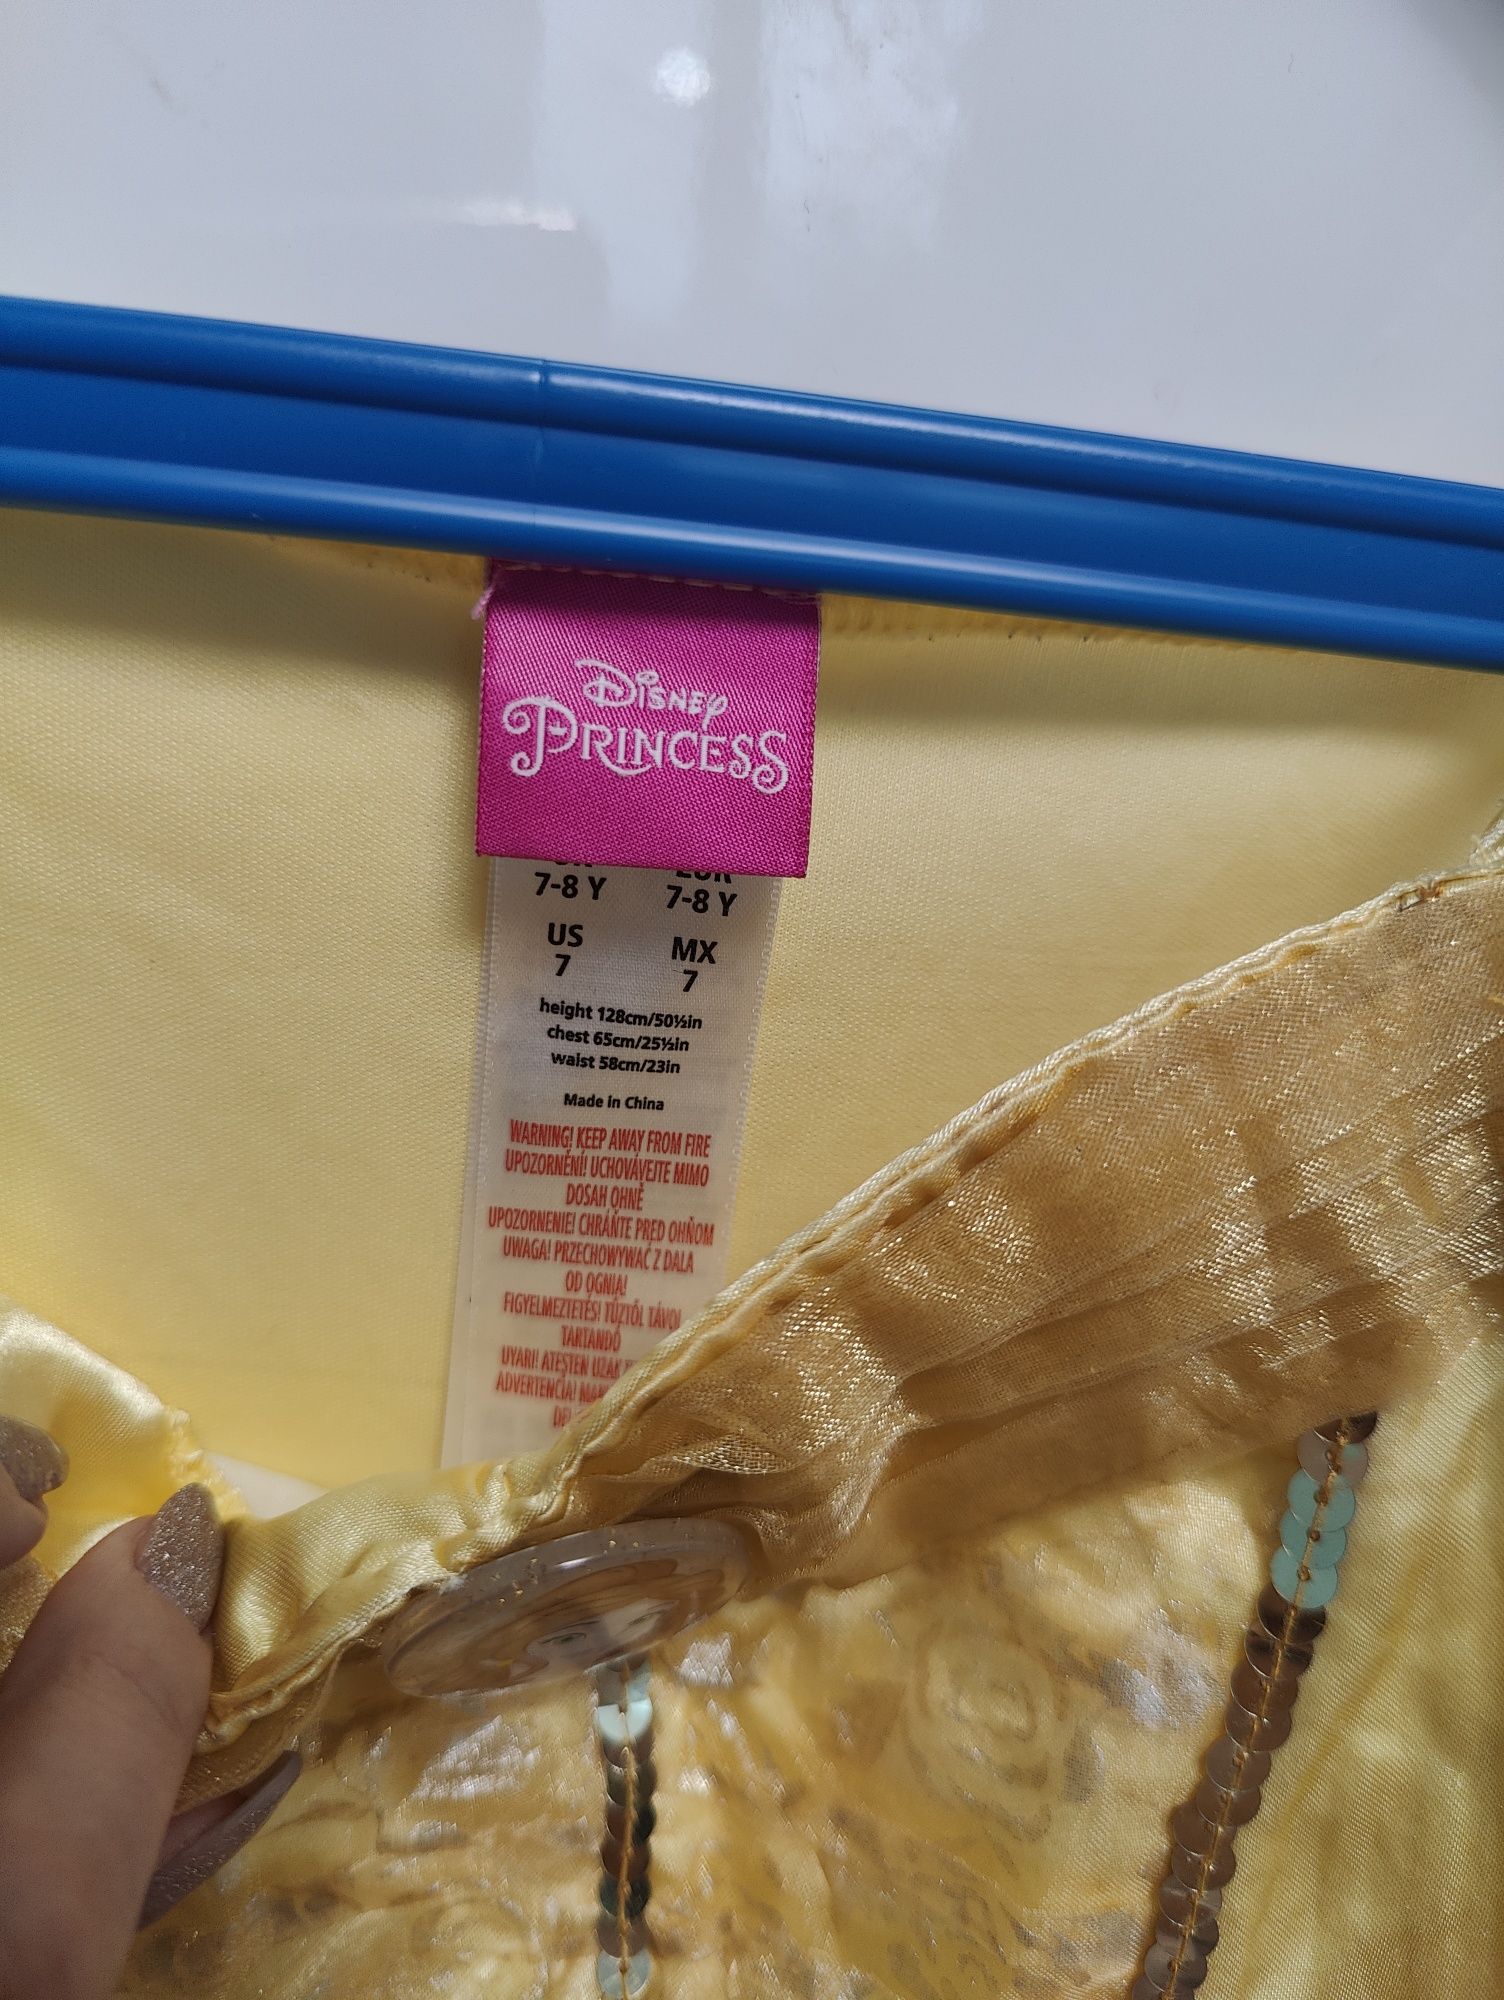 DISNEY
PRINCESS
7-8 Y 7-8 Y
US MX
7 7
height 128cm/50½in
chest 65cm/25½in
waist 58cm/23in
Made in China
WARNING! KEEP AWAY FROM FIRE
UPOZORNĚNÍ! UCHOVÁVEJTE MIMO
DOSAH OHNĚ
UPOZORNENIE! CHRÁŇTE PRED OHŇOM
UWAGA! PRZECHOWYWAĆ Z DALA
OD OGNIA!
FIGYELMEZTETÉS! TŰZTŐL TÁVOL
TARTANDÓ
UYARI! ATEŞTEN UZAK
ADVERTENCIA!